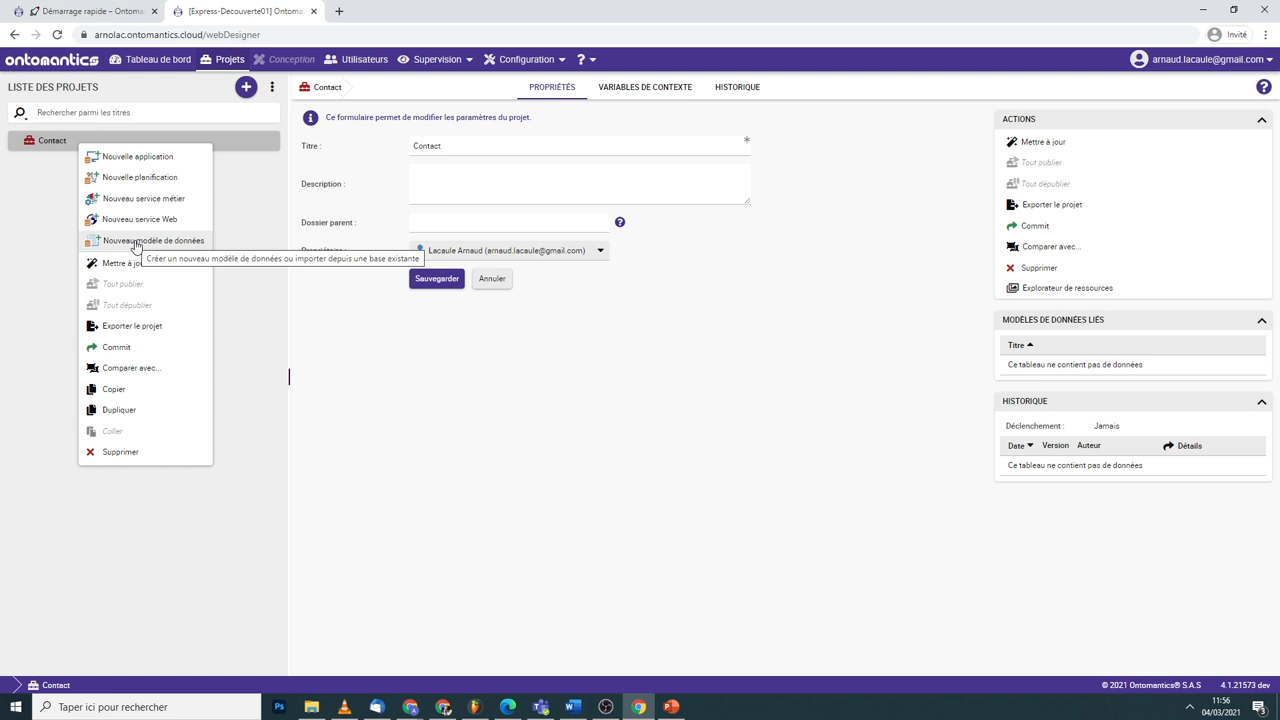 Démarrage rapide – Ontoma
[Express-Decouverte01] Ontoma
arnolac.ontomantics.cloud/webDesigner
Invité
ontomantics
Tableau de bord
Projets
Conception
Utilisateurs
Supervision
Configuration
?
arnaud.lacaule@gmail.com
LISTE DES PROJETS
Rechercher parmi les titres
Contact
Nouvelle application
Nouvelle planification
Nouveau service métier
Nouveau service Web
Nouveau modèle de données
Créer un nouveau modèle de données ou importer depuis une base existante
Mettre à jo
Tout publier
Tout dépublier
Exporter le projet
Commit
Comparer avec...
Copier
Dupliquer
Coller
Supprimer
Contact
PROPRIÉTÉS
VARIABLES DE CONTEXTE
HISTORIQUE
Ce formulaire permet de modifier les paramètres du projet.
Titre :
Contact
*
Description :
Dossier parent :
Lacaule Arnaud (arnaud.lacaule@gmail.com)
Sauvegarder
Annuler
ACTIONS
Mettre à jour
Tout publier
Tout dépublier
Exporter le projet
Commit
Comparer avec...
Supprimer
Explorateur de ressources
MODÈLES DE DONNÉES LIÉS
Titre
Ce tableau ne contient pas de données
HISTORIQUE
Déclenchement : Jamais
Date Version Auteur Détails
Ce tableau ne contient pas de données
Contact
© 2021 Ontomantics® S.A.S
4.1.21573 dev
Taper ici pour rechercher
11:56
04/03/2021